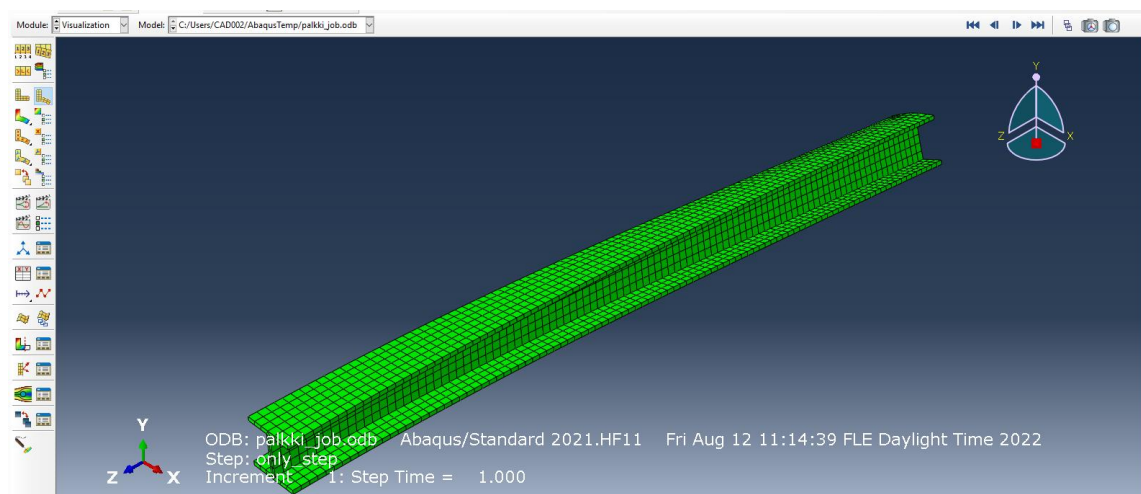 Module: Visualization Model: C:/Users/CAD002/AbaqusTemp/palkki_job.odb
Y
Z X
Y
Z X
ODB: palkki_job.odb Abaqus/Standard 2021.HF11 Fri Aug 12 11:14:39 FLE Daylight Time 2022
Step: only_step
Increment 1: Step Time = 1.000